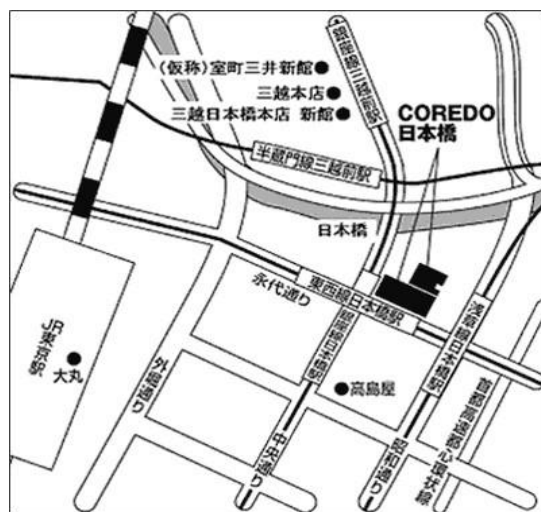 (仮称)室町三井新館
三越本店
三越日本橋本店 新館
銀座線三越前駅
COREDO
日本橋
半蔵門線三越前駅
日本橋
東西線日本橋駅
永代通り
銀座線日本橋駅
浅草線日本橋駅
JR東京駅
大丸
外堀通り
高島屋
首都高速都心環状線
中央通り
昭和通り